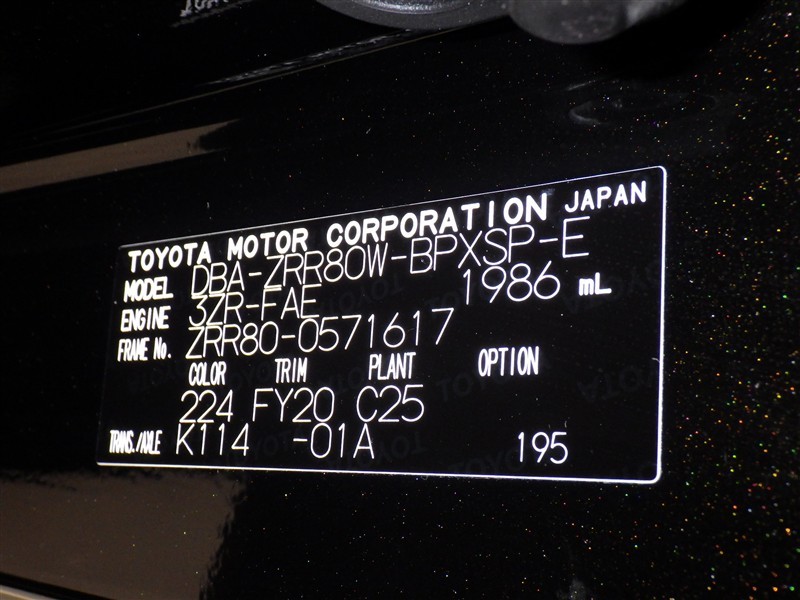 TOYOTA MOTOR CORPORATION JAPAN
MODEL DBA-ZRR80W-BPXSP-E
ENGINE 3ZR-FAE 1986 mL
FRAME No. ZRR80-0571617
COLOR TRIM PLANT OPTION
224 FY20 C25
TRANS./AXLE K114 -01A 195